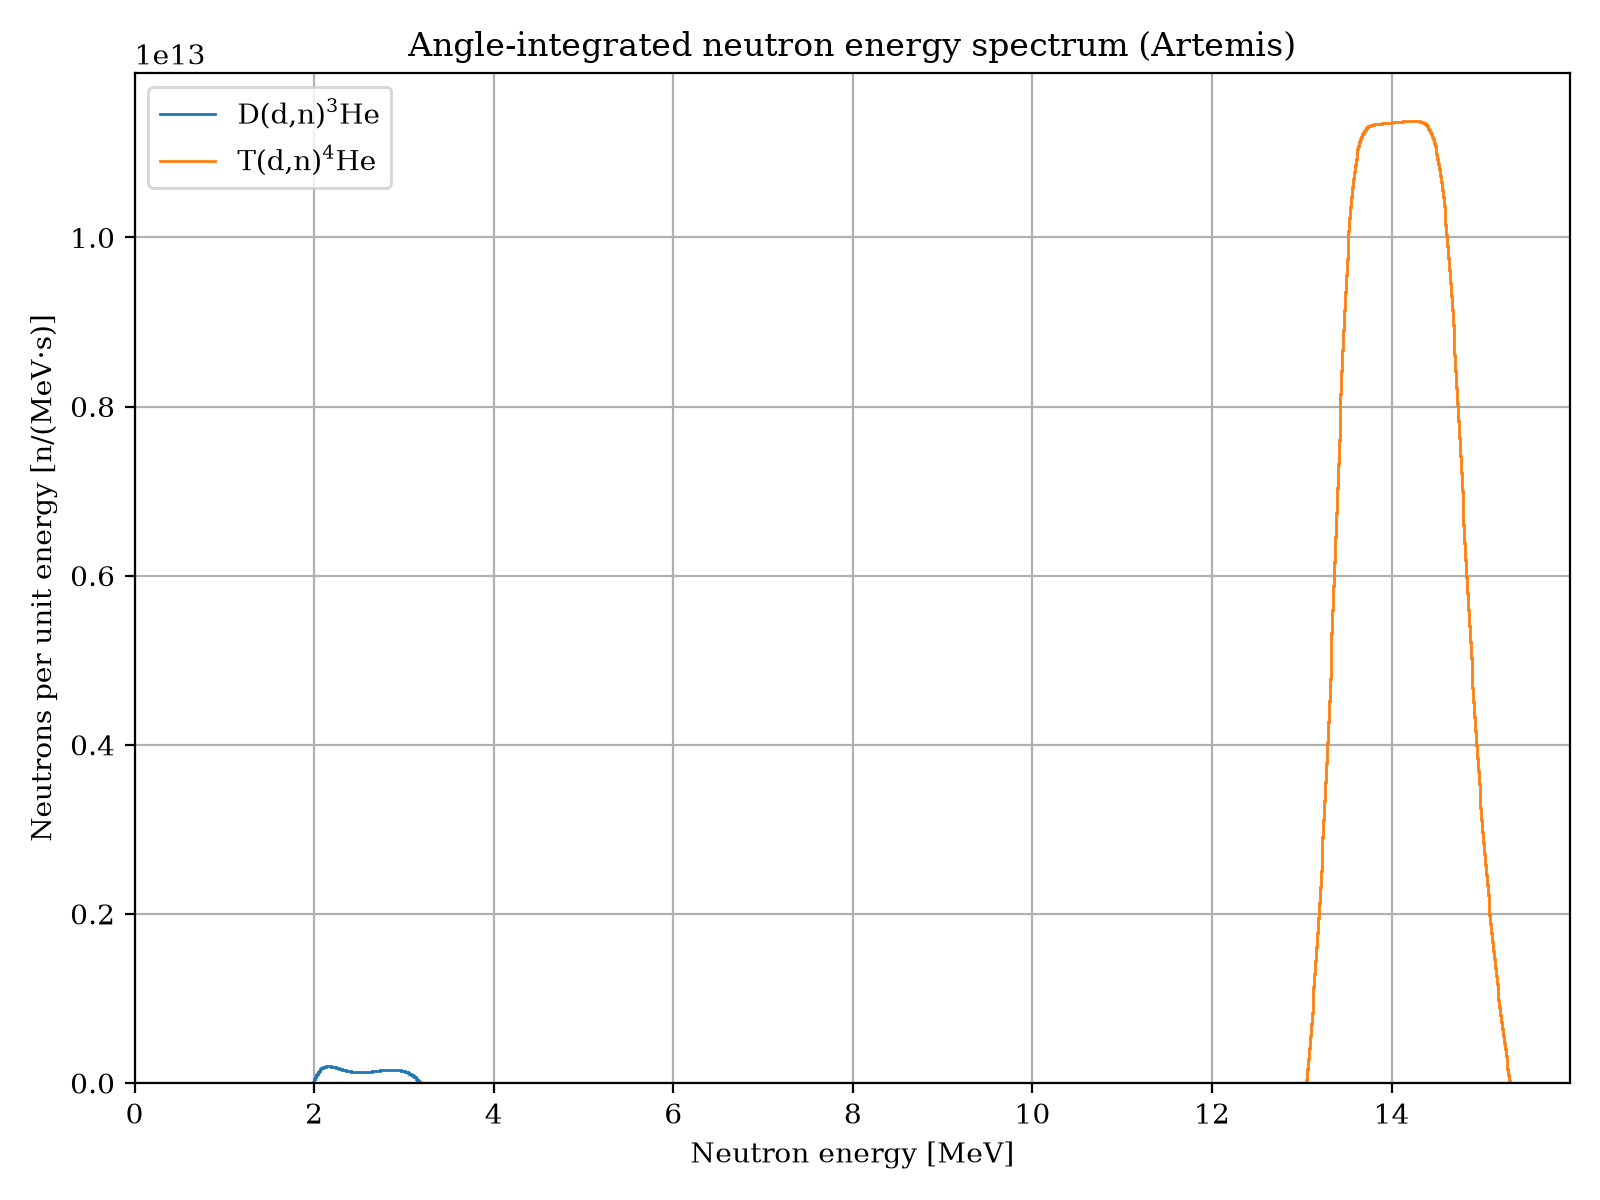 Angle-integrated neutron energy spectrum (Artemis)
1e13
D(d,n)³He
T(d,n)⁴He
Neutrons per unit energy [n/(MeV·s)]
1.0
0.8
0.6
0.4
0.2
0.0
0 2 4 6 8 10 12 14
Neutron energy [MeV]